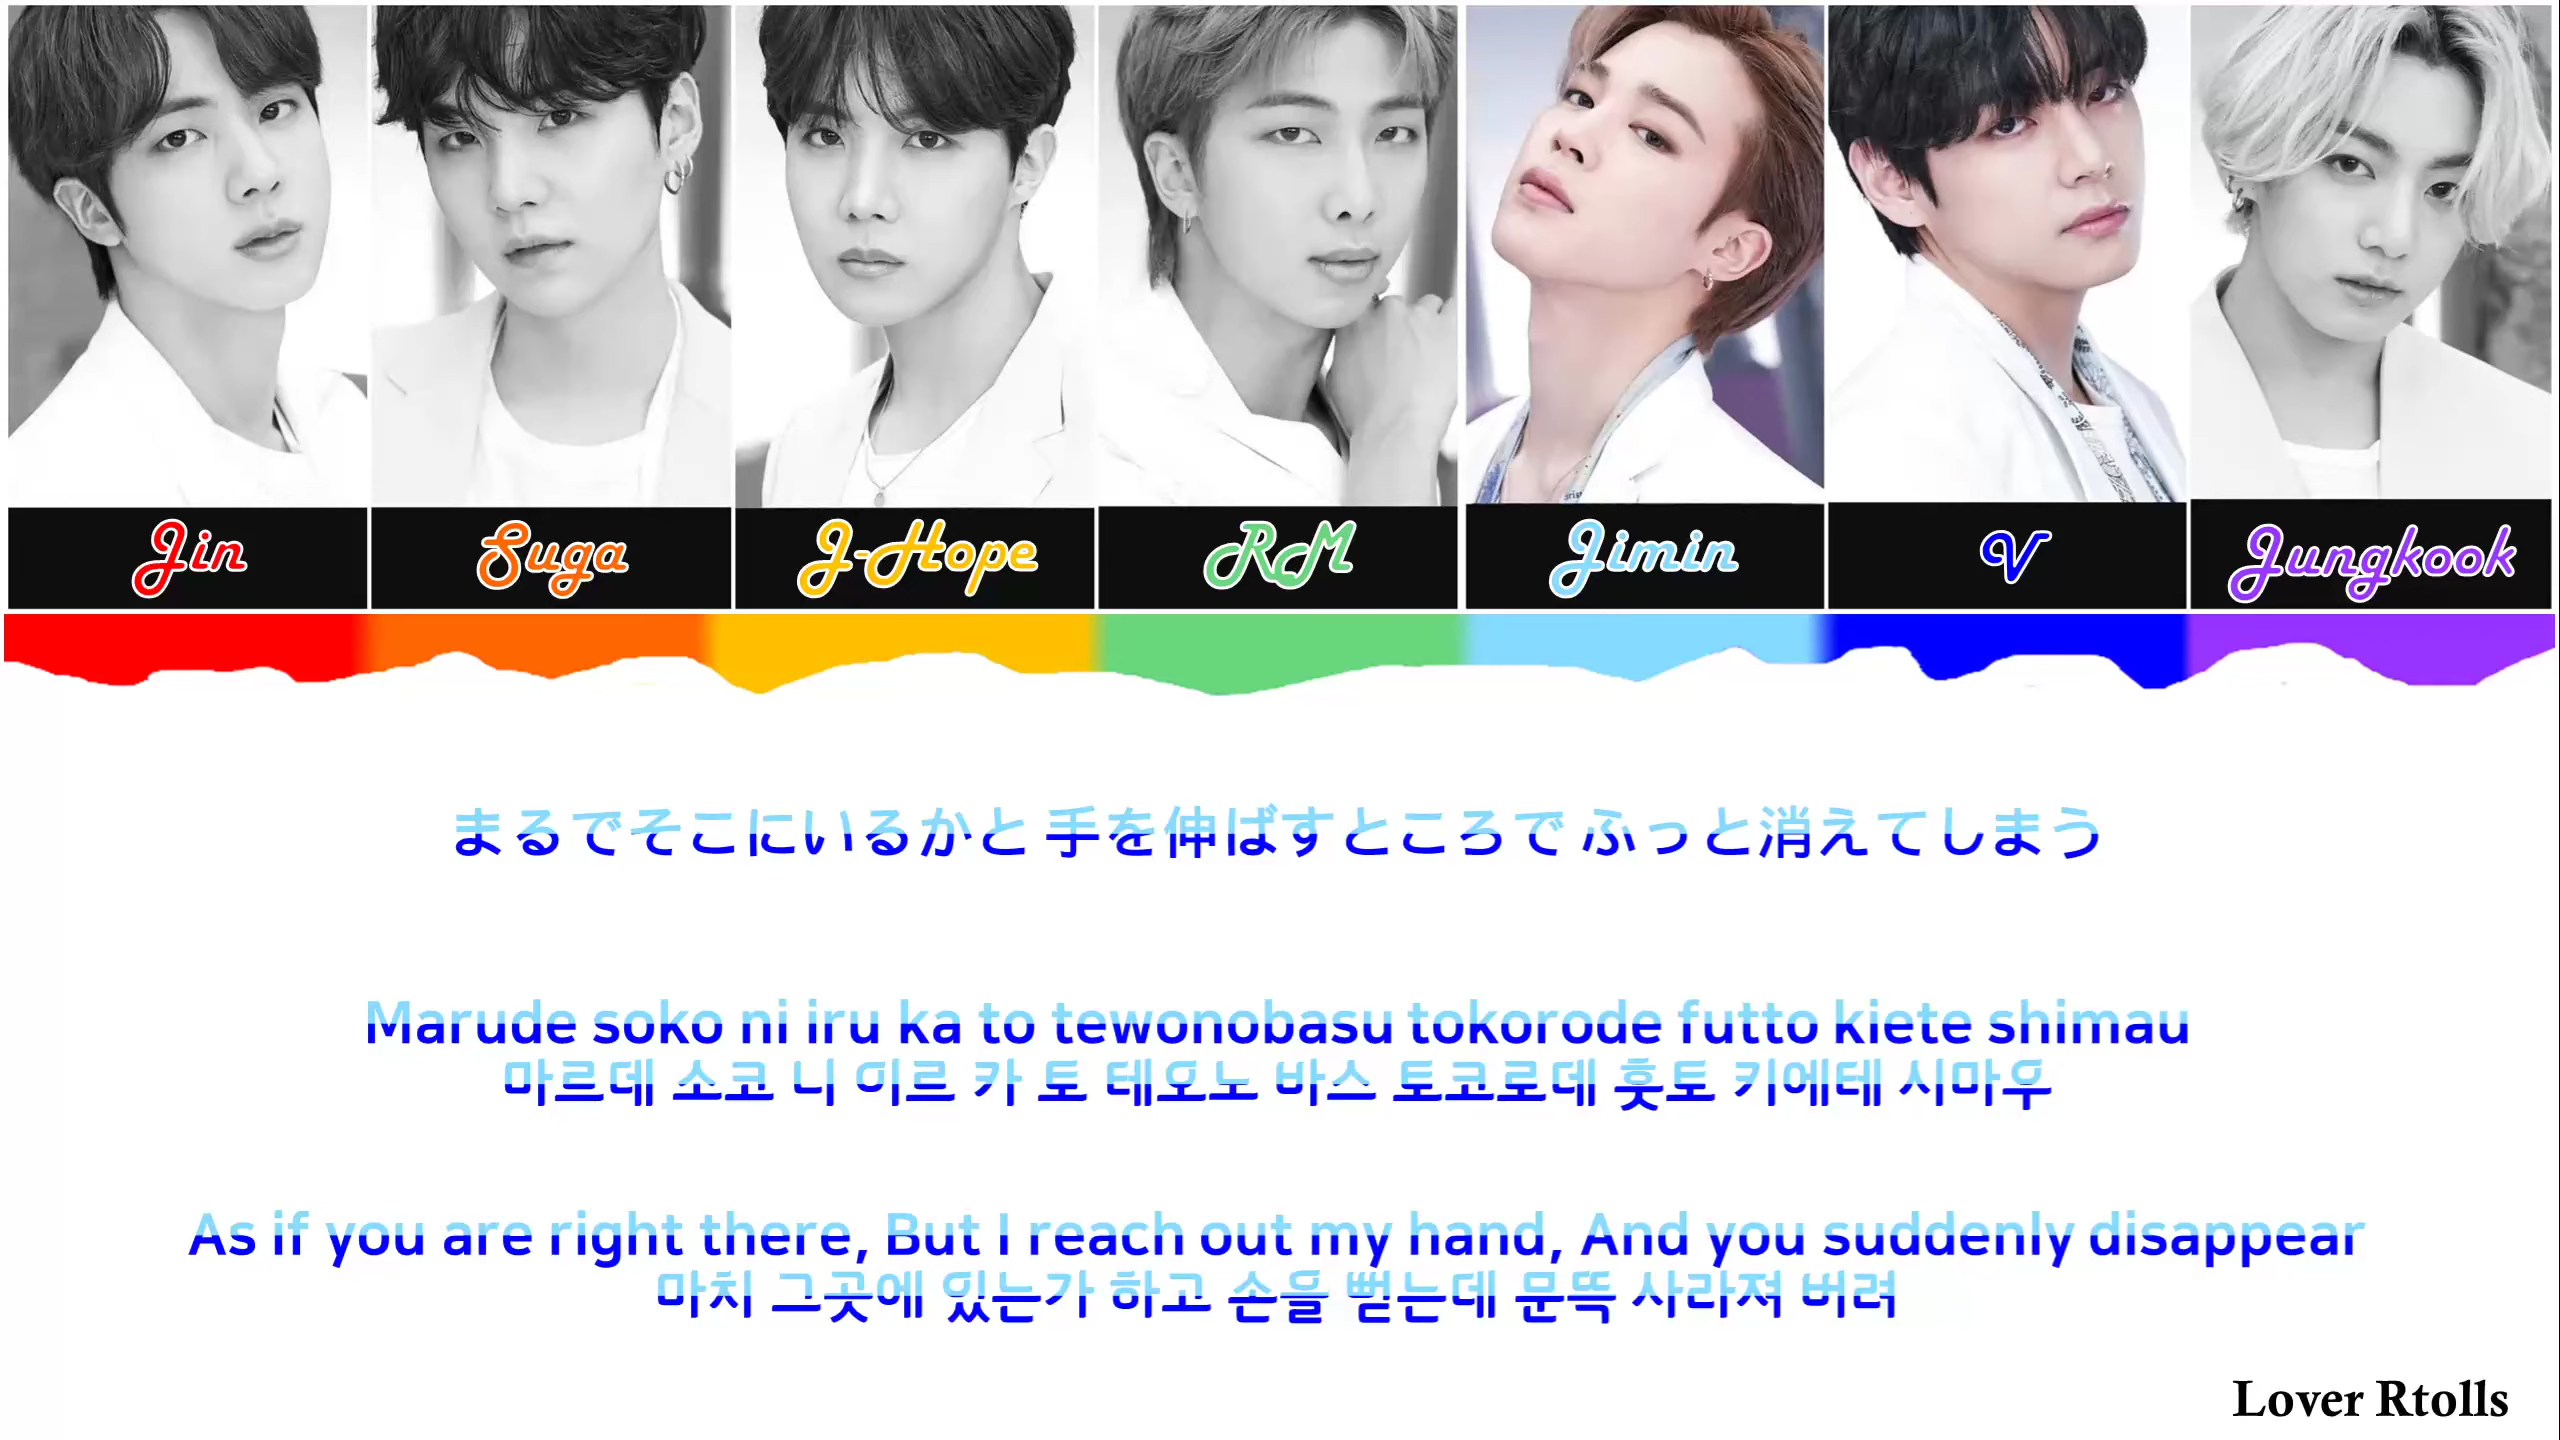 Jin
Suga
J-Hope
RM
Jimin
V
Jungkook
まるでそこにいるかと 手を伸ばすところで ふっと消えてしまう
Marude soko ni iru ka to tewonobasu tokorode futto kiete shimau
마르데 소코 니 이르 카 토 테오노 바스 토코로데 훗토 키에테 시마우
As if you are right there, But I reach out my hand, And you suddenly disappear
마치 그곳에 있는가 하고 손을 뻗는데 문뜩 사라져 버려
Lover Rtolls